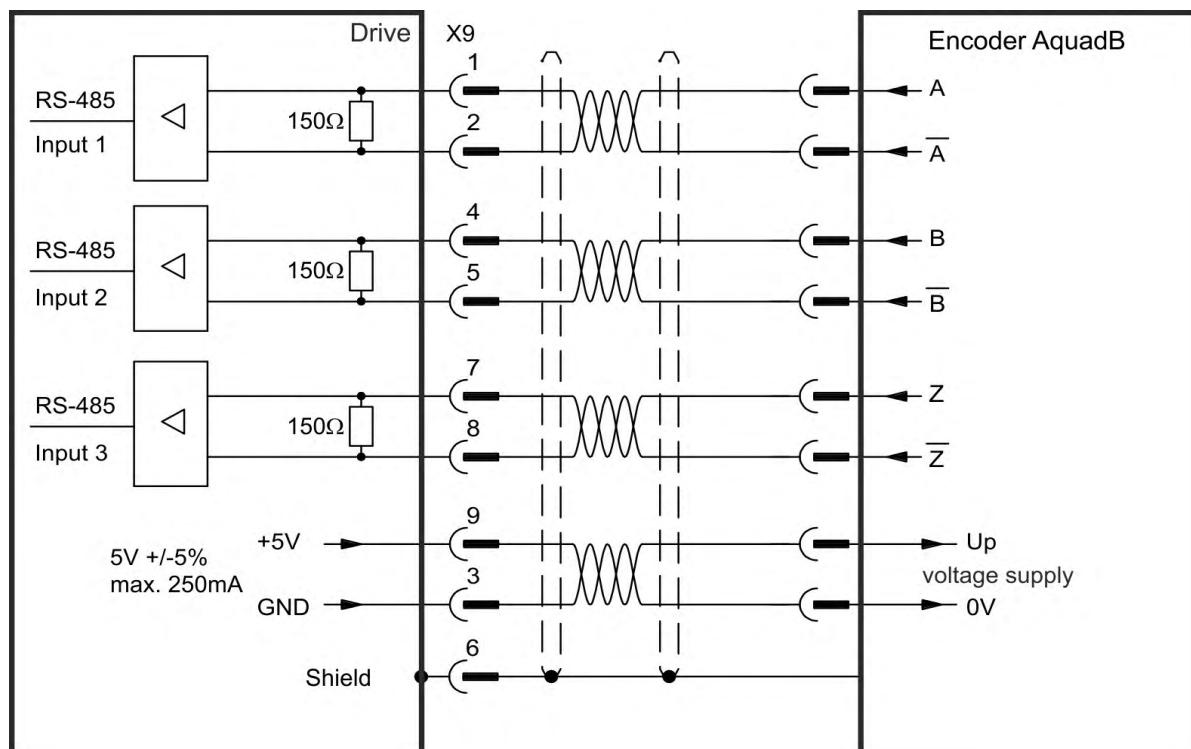 Drive
X9
Encoder AquadB
1
A
RS-485
Input 1
150Ω
2
A̅
4
B
RS-485
Input 2
150Ω
5
B̅
7
Z
RS-485
Input 3
150Ω
8
Z̅
9
+5V
Up
5V +/-5%
max. 250mA
voltage supply
3
GND
0V
6
Shield